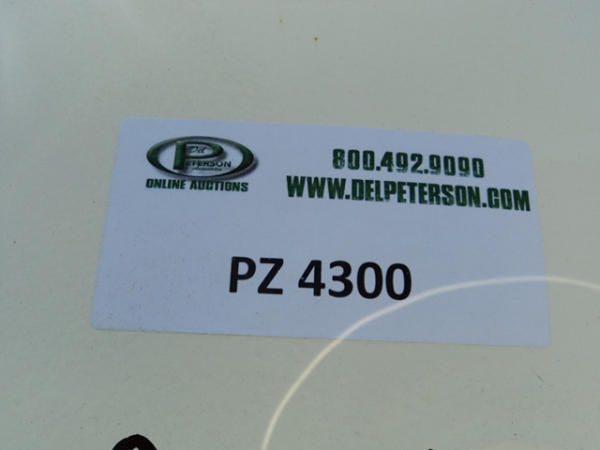 Del
PETERSON
ONLINE AUCTIONS
800.492.9090
WWW.DELPETERSON.COM
PZ 4300